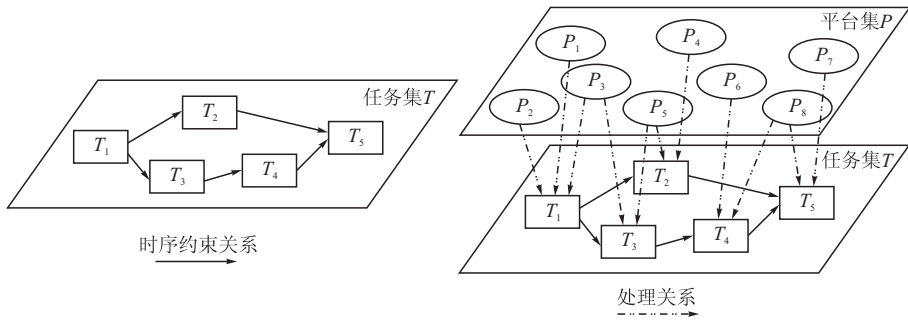 任务集T
T₁
T₂
T₃
T₄
T₅
时序约束关系
平台集P
P₁
P₂
P₃
P₄
P₅
P₆
P₇
P₈
任务集T
T₁
T₂
T₃
T₄
T₅
处理关系